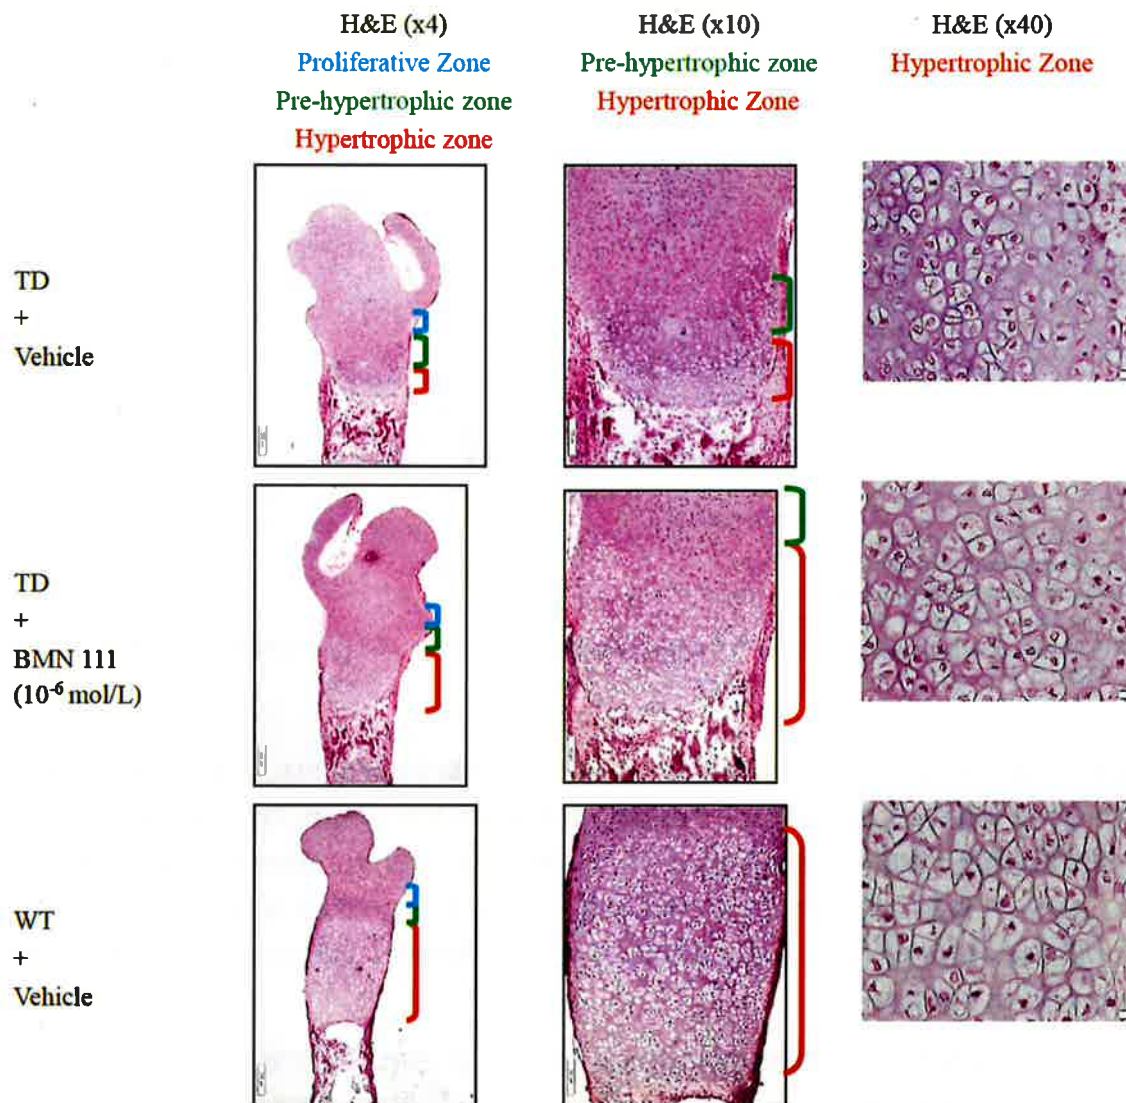 H&E (x4)
Proliferative Zone
Pre-hypertrophic zone
Hypertrophic zone
H&E (x10)
Pre-hypertrophic zone
Hypertrophic Zone
H&E (x40)
Hypertrophic Zone
TD
+
Vehicle
TD
+
BMN 111
(10⁻⁶ mol/L)
WT
+
Vehicle